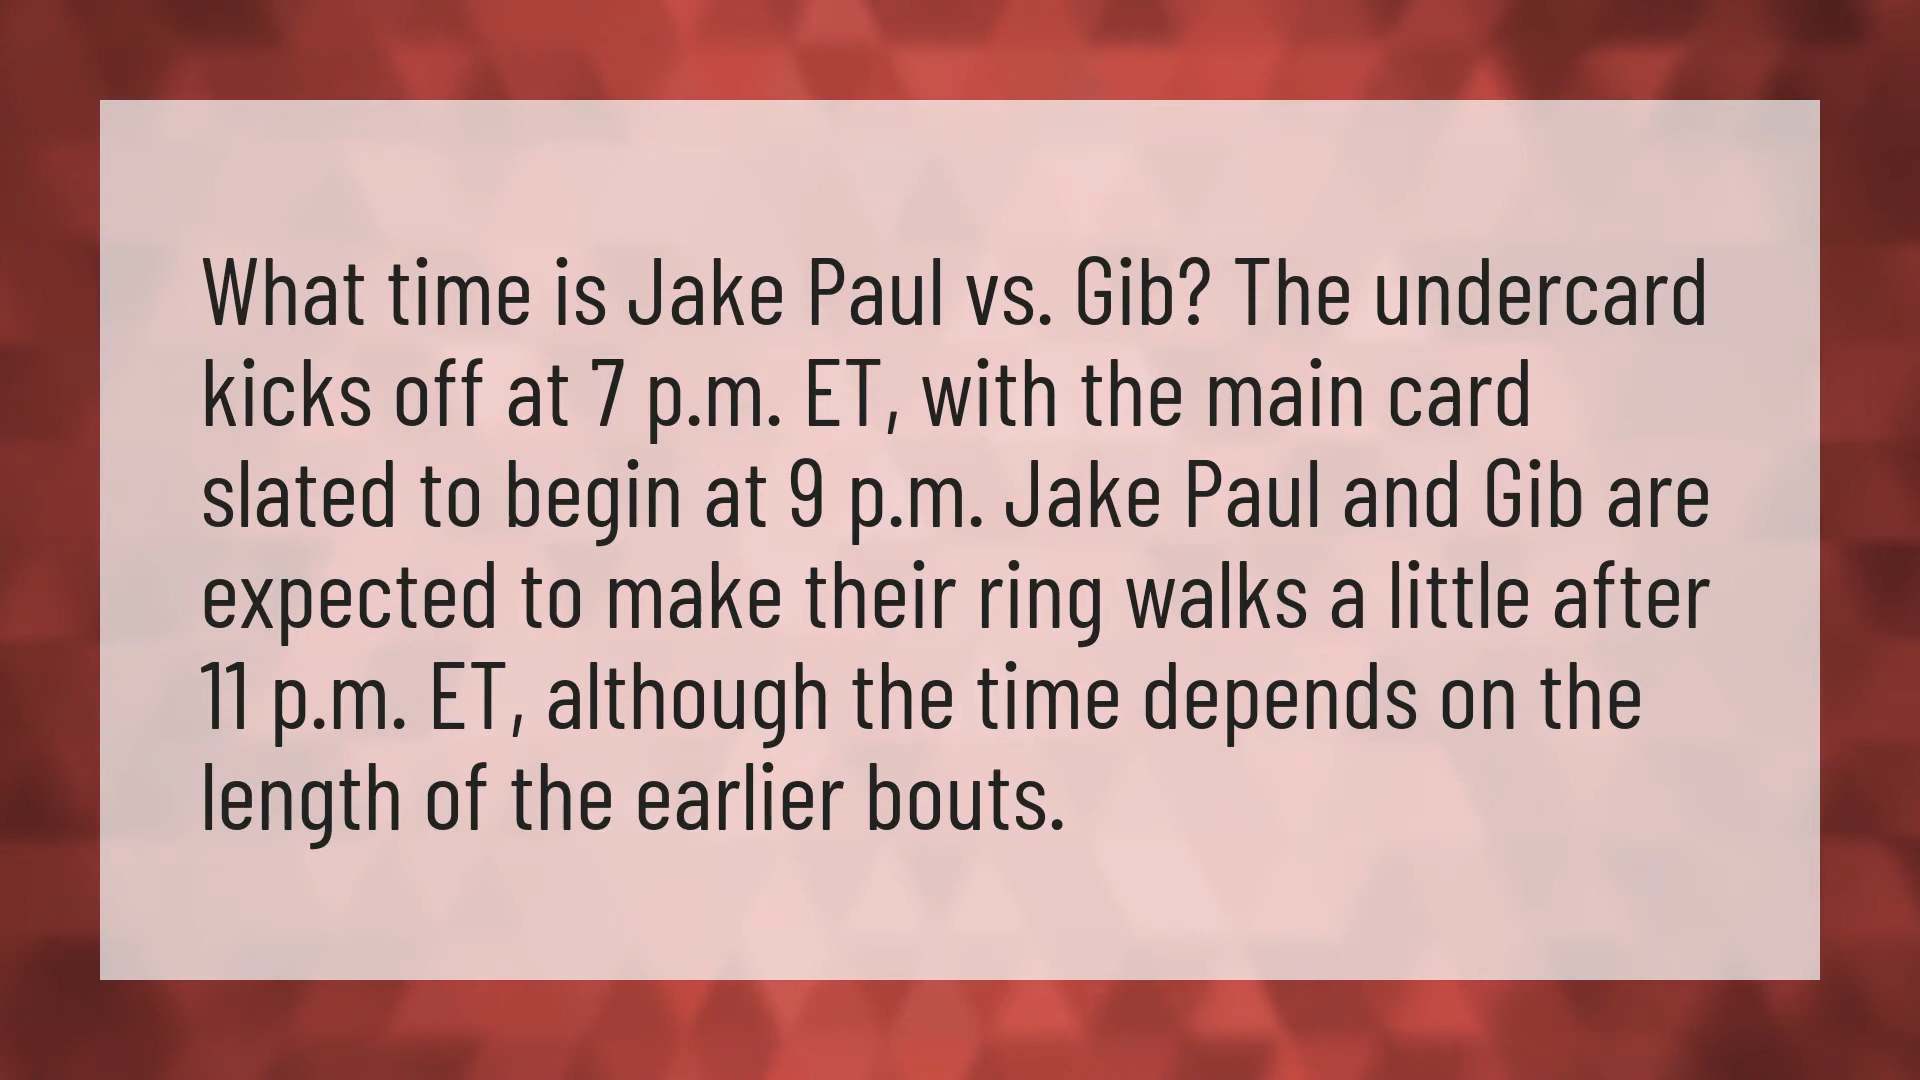 What time is Jake Paul vs. Gib? The undercard
kicks off at 7 p.m. ET, with the main card
slated to begin at 9 p.m. Jake Paul and Gib are
expected to make their ring walks a little after
11 p.m. ET, although the time depends on the
length of the earlier bouts.